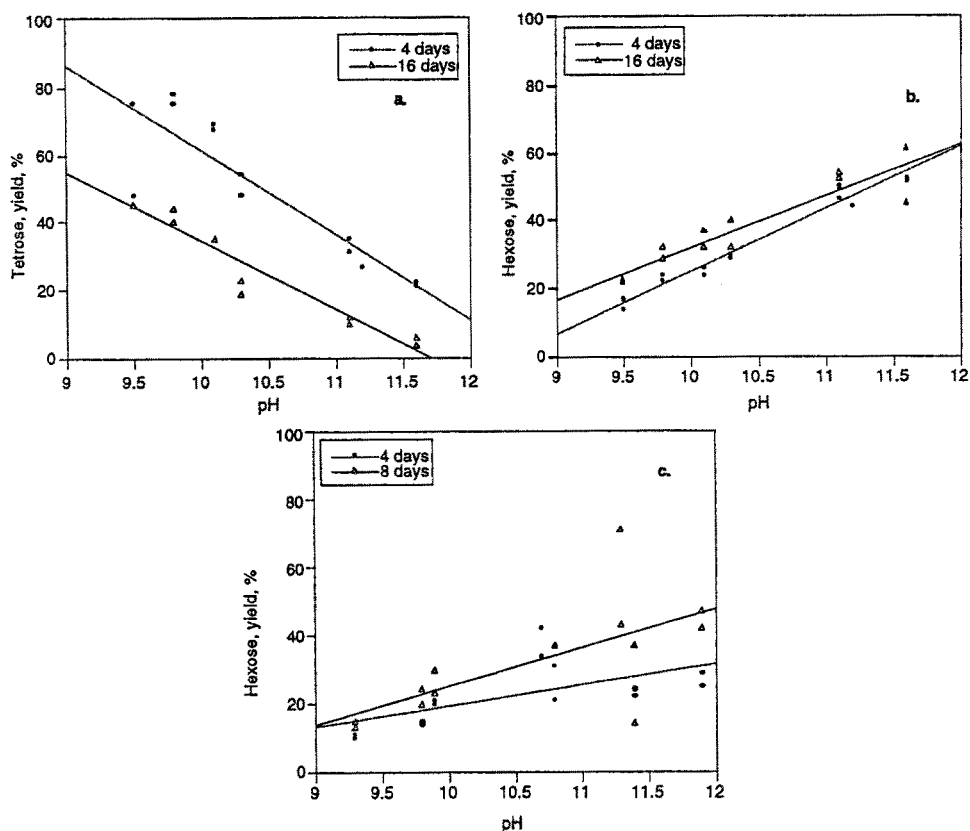 100
80
60
40
20
0
Tetrose, yield, %
4 days
16 days
a.
9 9.5 10 10.5 11 11.5 12
pH
100
80
60
40
20
0
Hexose, yield, %
4 days
16 days
b.
9 9.5 10 10.5 11 11.5 12
pH
100
80
60
40
20
0
Hexose, yield, %
4 days
8 days
c.
9 9.5 10 10.5 11 11.5 12
pH